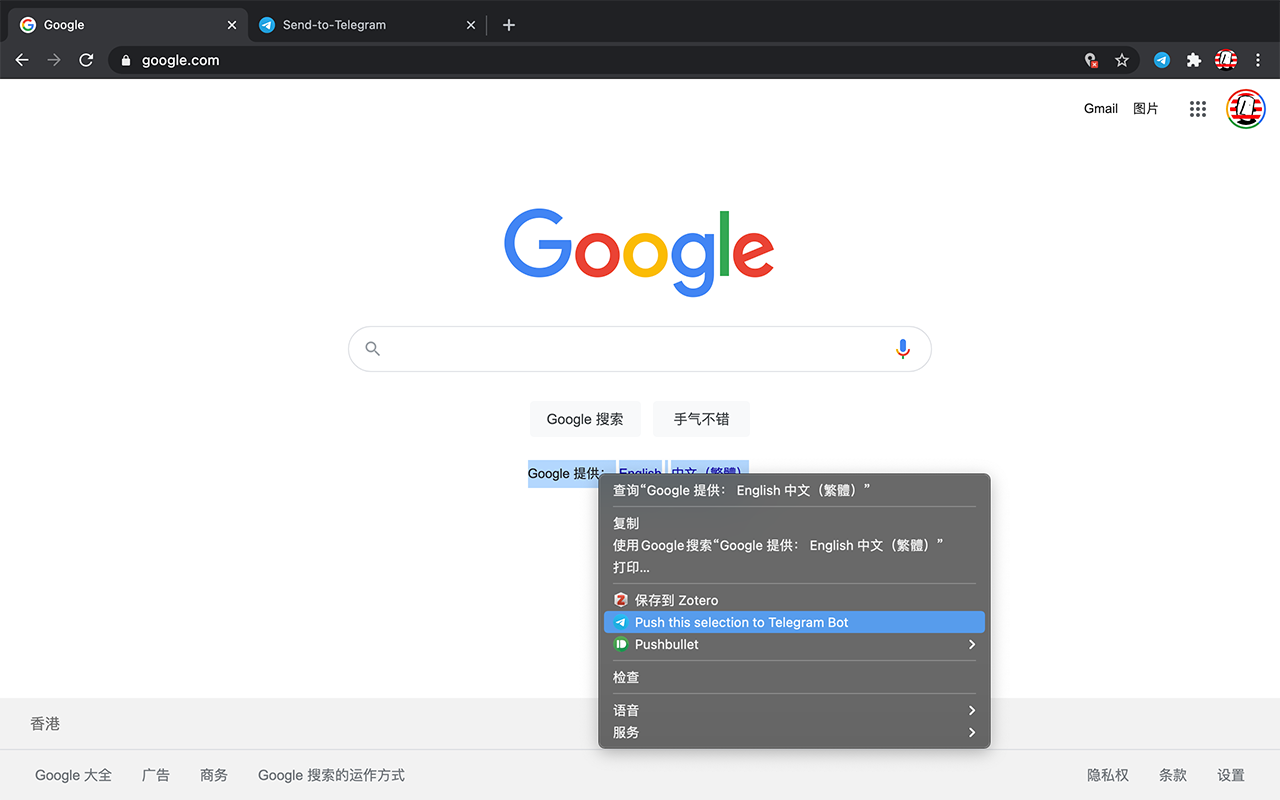 Google
Send-to-Telegram
google.com
Gmail 图片
Google
Google 搜索 手气不错
Google 提供： English 中文（繁體）
查询“Google 提供： English 中文（繁體）”
复制
使用Google搜索“Google 提供： English 中文（繁體）”
打印...
保存到 Zotero
Push this selection to Telegram Bot
Pushbullet
检查
语音
服务
香港
Google 大全 广告 商务 Google 搜索的运作方式 隐私权 条款 设置